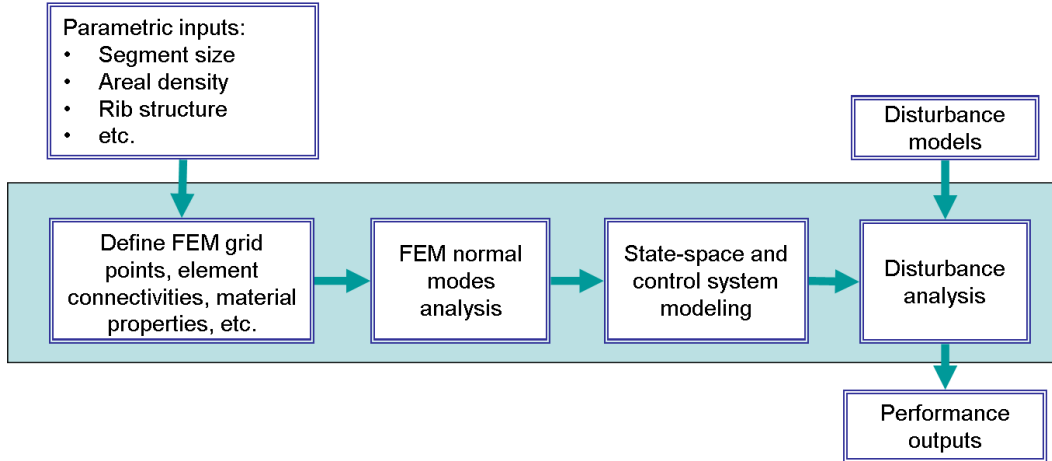 Parametric inputs:
• Segment size
• Areal density
• Rib structure
• etc.
Disturbance
models
Define FEM grid
points, element
connectivities, material
properties, etc.
FEM normal
modes
analysis
State-space and
control system
modeling
Disturbance
analysis
Performance
outputs